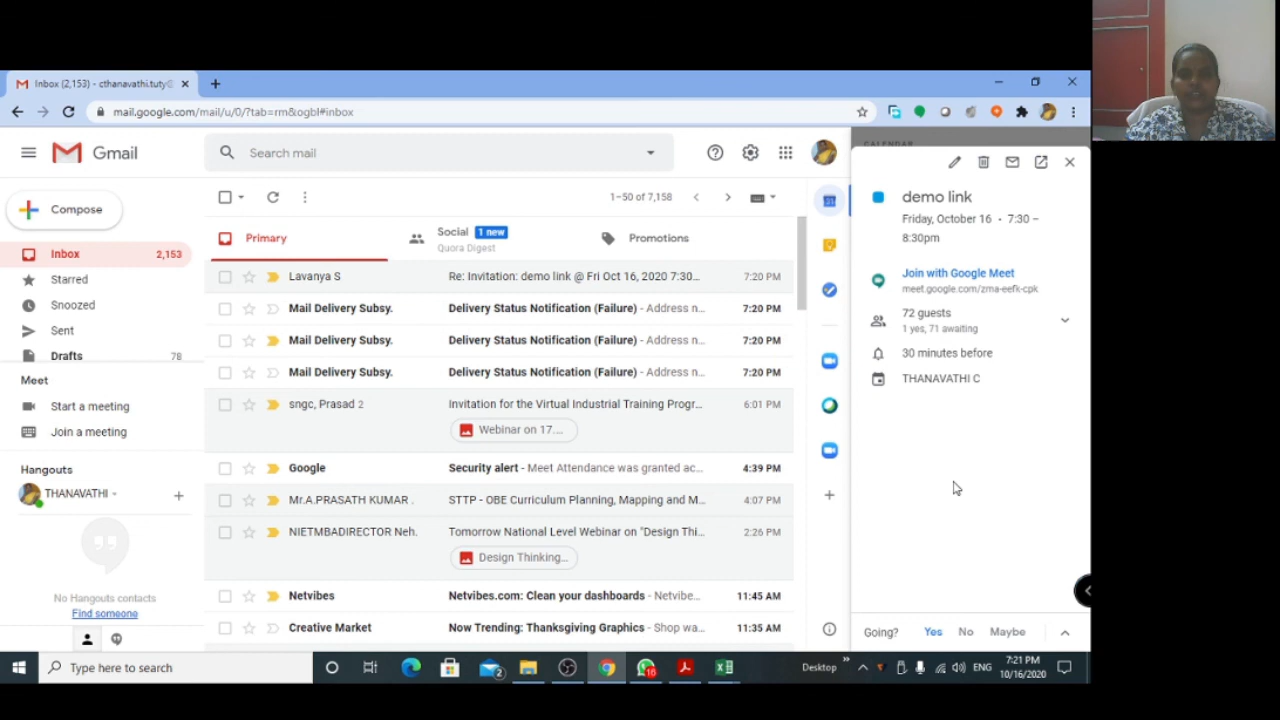 Inbox (2,153) - cthanavathi.tuty@
mail.google.com/mail/u/0/?tab=rm&ogbl#inbox
Gmail
Search mail
CALENDAR
Compose
1–50 of 7,158
Inbox 2,153
Starred
Snoozed
Sent
Drafts 78
Meet
Start a meeting
Join a meeting
Hangouts
THANAVATHI
No Hangouts contacts
Find someone
Primary
Social 1 new
Quora Digest
Promotions
Lavanya S Re: Invitation: demo link @ Fri Oct 16, 2020 7:30... 7:20 PM
Mail Delivery Subsy. Delivery Status Notification (Failure) - Address n... 7:20 PM
Mail Delivery Subsy. Delivery Status Notification (Failure) - Address n... 7:20 PM
Mail Delivery Subsy. Delivery Status Notification (Failure) - Address n... 7:20 PM
sngc, Prasad 2 Invitation for the Virtual Industrial Training Progr... 6:01 PM
Webinar on 17....
Google Security alert - Meet Attendance was granted ac... 4:39 PM
Mr.A.PRASATH KUMAR . STTP - OBE Curriculum Planning, Mapping and M... 4:07 PM
NIETMBADIRECTOR Neh. Tomorrow National Level Webinar on "Design Thi... 2:26 PM
Design Thinking...
Netvibes Netvibes.com: Clean your dashboards - Netvibe... 11:45 AM
Creative Market Now Trending: Thanksgiving Graphics - Shop wa... 11:35 AM
31
demo link
Friday, October 16 • 7:30 –
8:30pm
Join with Google Meet
meet.google.com/zma-eefk-cpk
72 guests
1 yes, 71 awaiting
30 minutes before
THANAVATHI C
Going? Yes No Maybe
Type here to search
2
16
Desktop
ENG
7:21 PM
10/16/2020